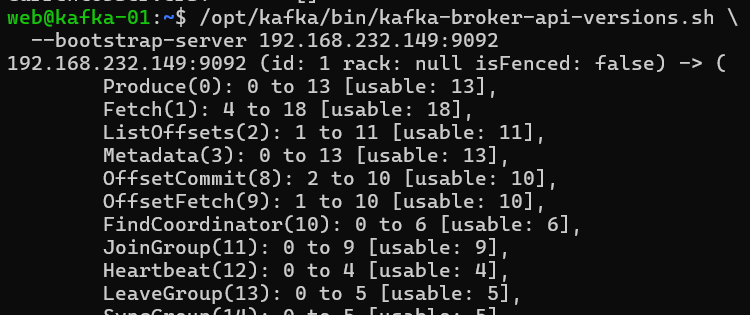 web@kafka-01:~$ /opt/kafka/bin/kafka-broker-api-versions.sh \
  --bootstrap-server 192.168.232.149:9092
192.168.232.149:9092 (id: 1 rack: null isFenced: false) -> (
        Produce(0): 0 to 13 [usable: 13],
        Fetch(1): 4 to 18 [usable: 18],
        ListOffsets(2): 1 to 11 [usable: 11],
        Metadata(3): 0 to 13 [usable: 13],
        OffsetCommit(8): 2 to 10 [usable: 10],
        OffsetFetch(9): 1 to 10 [usable: 10],
        FindCoordinator(10): 0 to 6 [usable: 6],
        JoinGroup(11): 0 to 9 [usable: 9],
        Heartbeat(12): 0 to 4 [usable: 4],
        LeaveGroup(13): 0 to 5 [usable: 5],
        SyncGroup(14): 0 to 5 [usable: 5]